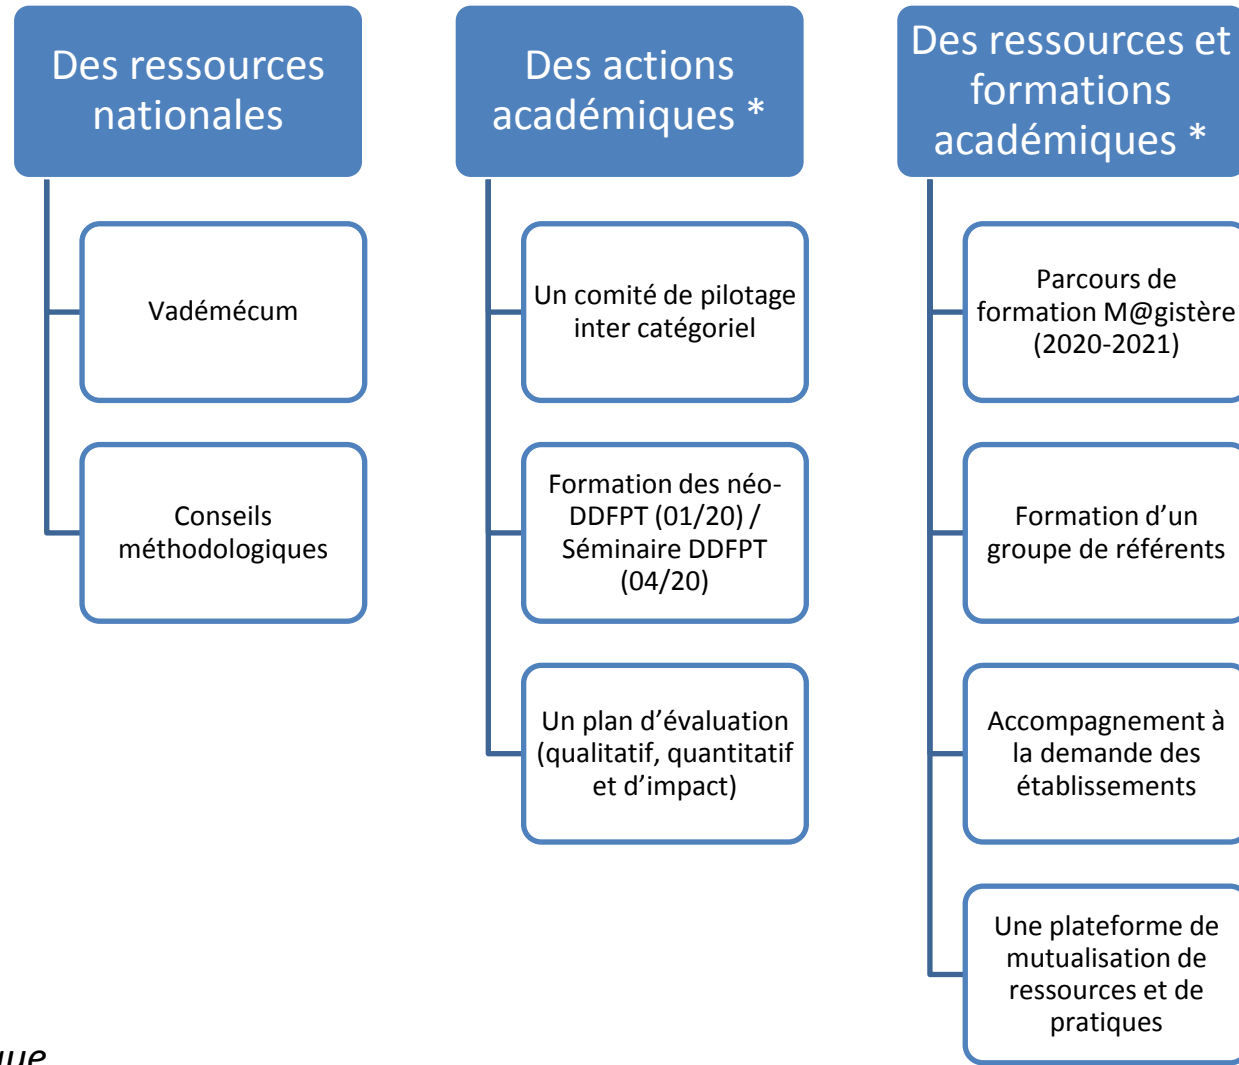 Des ressources
nationales
Vadémécum
Conseils
méthodologiques
Des actions
académiques *
Un comité de pilotage
inter catégoriel
Formation des néo-
DDFPT (01/20) /
Séminaire DDFPT
(04/20)
Un plan d’évaluation
(qualitatif, quantitatif
et d’impact)
Des ressources et
formations
académiques *
Parcours de
formation M@gistère
(2020-2021)
Formation d’un
groupe de référents
Accompagnement à
la demande des
établissements
Une plateforme de
mutualisation de
ressources et de
pratiques